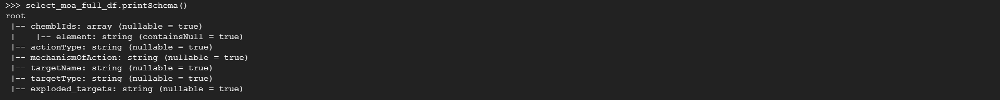 >>> select_moa_full_df.printSchema()
root
 |-- chemblIds: array (nullable = true)
 |    |-- element: string (containsNull = true)
 |-- actionType: string (nullable = true)
 |-- mechanismOfAction: string (nullable = true)
 |-- targetName: string (nullable = true)
 |-- targetType: string (nullable = true)
 |-- exploded_targets: string (nullable = true)